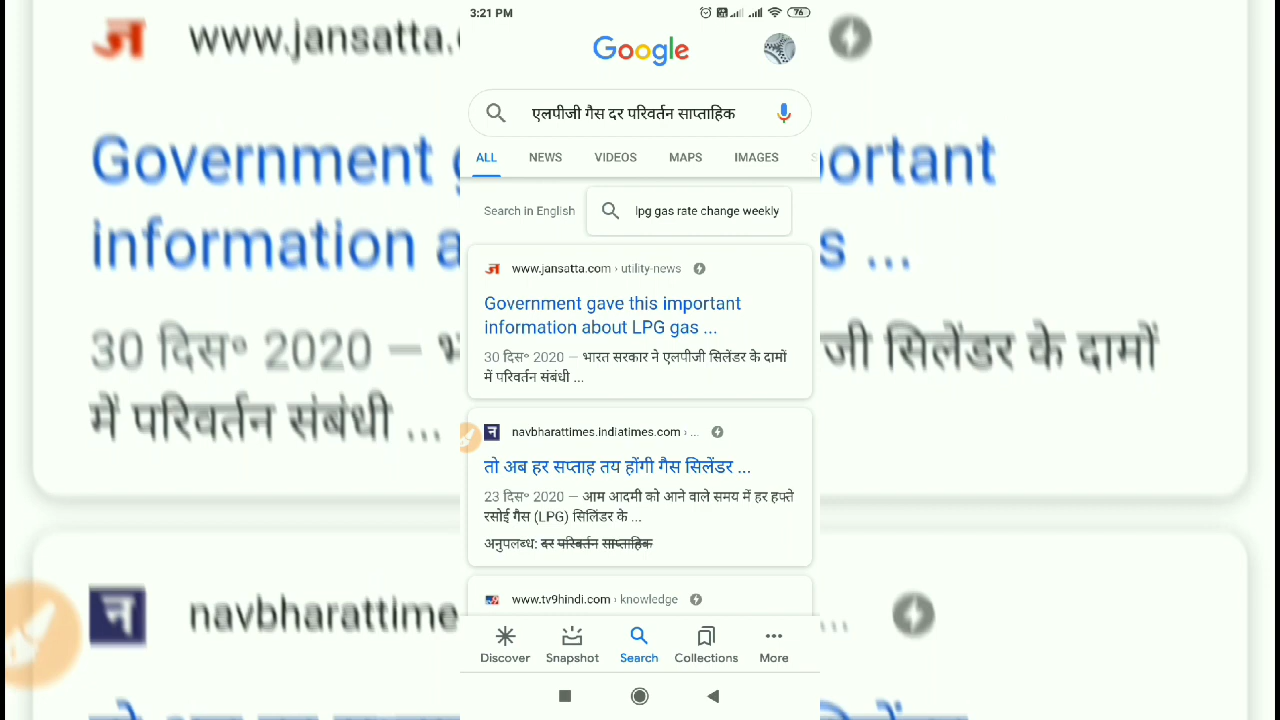 3:21 PM
76
Google
एलपीजी गैस दर परिवर्तन साप्ताहिक
ALL NEWS VIDEOS MAPS IMAGES S
Search in English lpg gas rate change weekly
www.jansatta.com › utility-news
Government gave this important
information about LPG gas ...
30 दिस॰ 2020 — भारत सरकार ने एलपीजी सिलेंडर के दामों
में परिवर्तन संबंधी ...
navbharattimes.indiatimes.com › ...
तो अब हर सप्ताह तय होंगी गैस सिलेंडर ...
23 दिस॰ 2020 — आम आदमी को आने वाले समय में हर हफ्ते
रसोई गैस (LPG) सिलिंडर के ...
अनुपलब्ध: दर परिवर्तन साप्ताहिक
www.tv9hindi.com › knowledge
Discover Snapshot Search Collections More
www.jansatta.
Government g ortant
information a s ...
30 दिस॰ 2020 — जी सिलेंडर के दामों
में परिवर्तन संबंधी ...
navbharattime ...